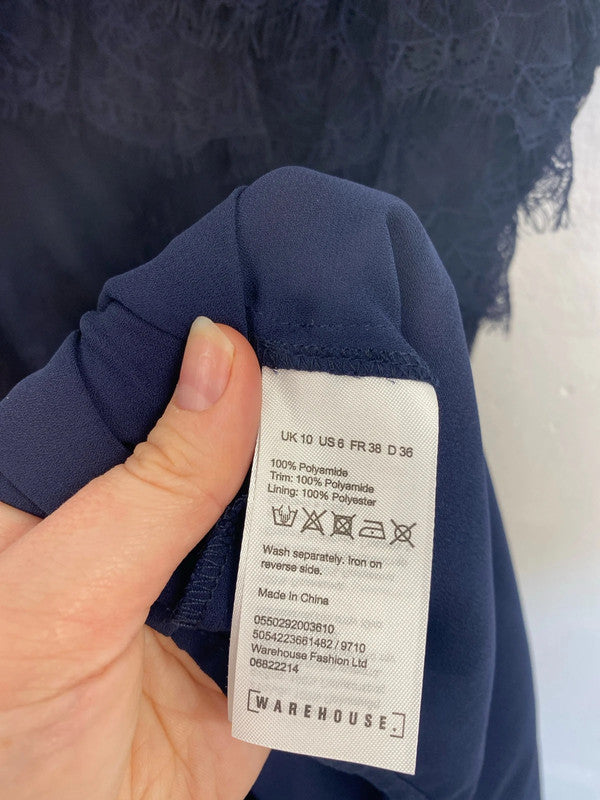 UK 10 US 6 FR 38 D 36
100% Polyamide
Trim: 100% Polyamide
Lining: 100% Polyester
Wash separately. Iron on
reverse side.
Made In China
0550292003610
5054223661482 / 9710
Warehouse Fashion Ltd
06822214
WAREHOUSE